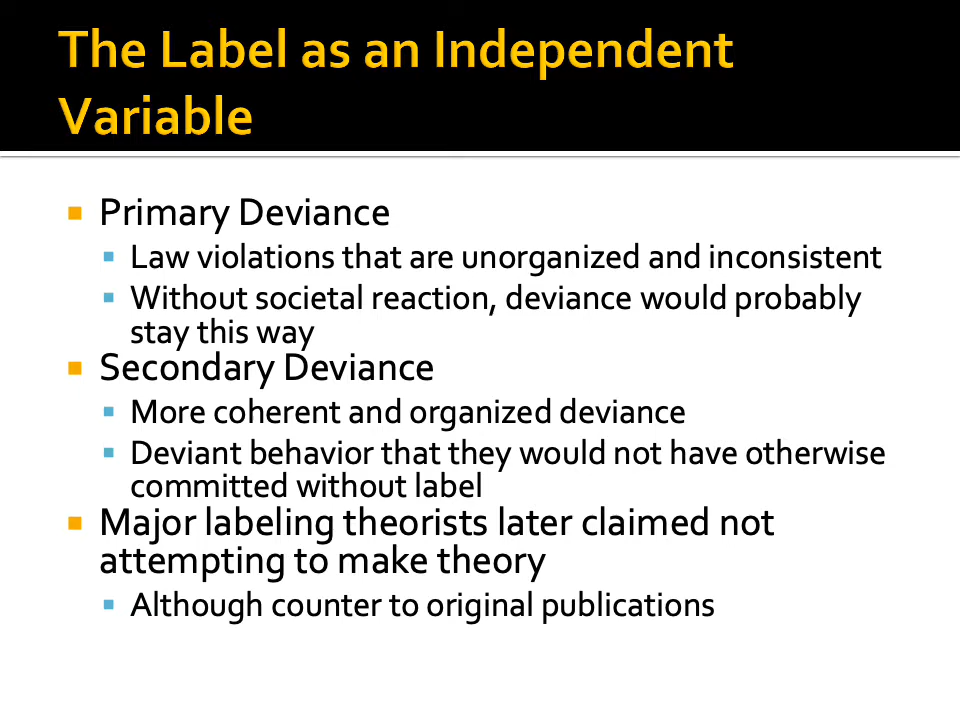 The Label as an Independent
Variable
Primary Deviance
Law violations that are unorganized and inconsistent
Without societal reaction, deviance would probably
stay this way
Secondary Deviance
More coherent and organized deviance
Deviant behavior that they would not have otherwise
committed without label
Major labeling theorists later claimed not
attempting to make theory
Although counter to original publications